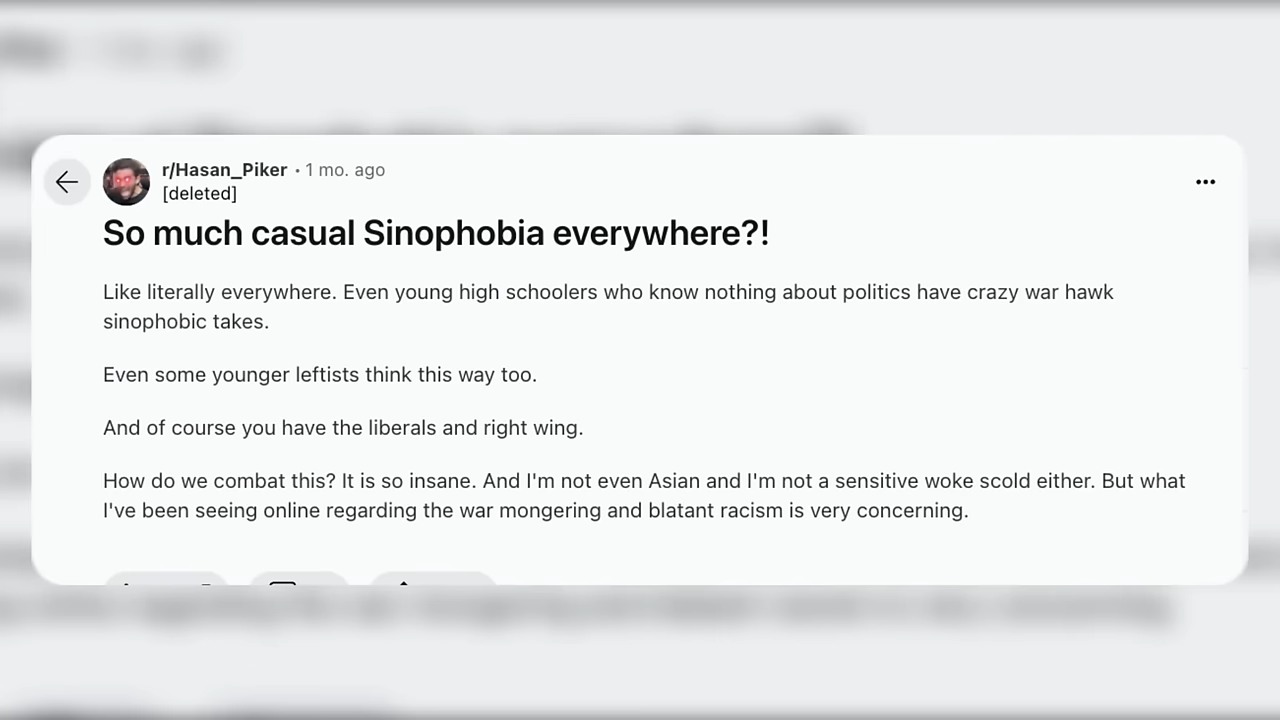 r/Hasan_Piker • 1 mo. ago
[deleted]
So much casual Sinophobia everywhere?!
Like literally everywhere. Even young high schoolers who know nothing about politics have crazy war hawk
sinophobic takes.
Even some younger leftists think this way too.
And of course you have the liberals and right wing.
How do we combat this? It is so insane. And I'm not even Asian and I'm not a sensitive woke scold either. But what
I've been seeing online regarding the war mongering and blatant racism is very concerning.